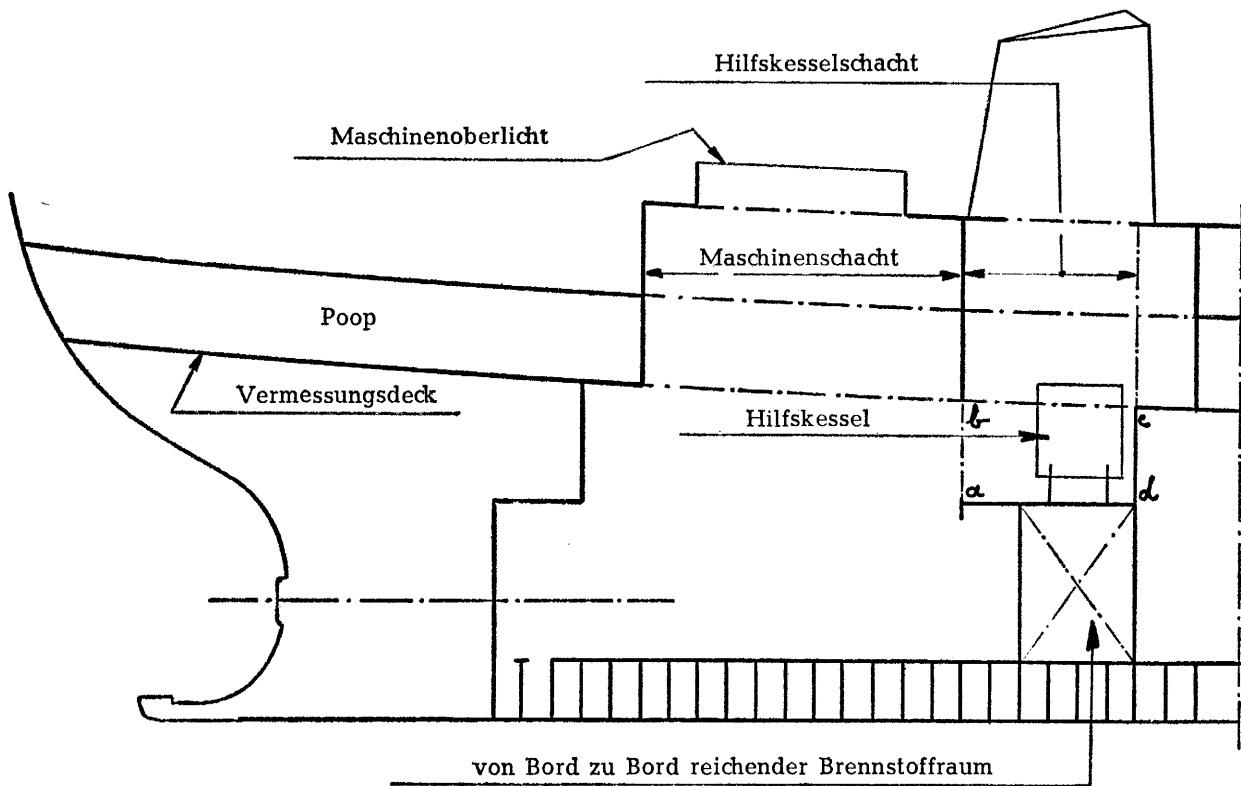 Hilfskesselschacht
Maschinenoberlicht
Maschinenschacht
Poop
Vermessungsdeck
Hilfskessel
b
c
a
d
von Bord zu Bord reichender Brennstoffraum